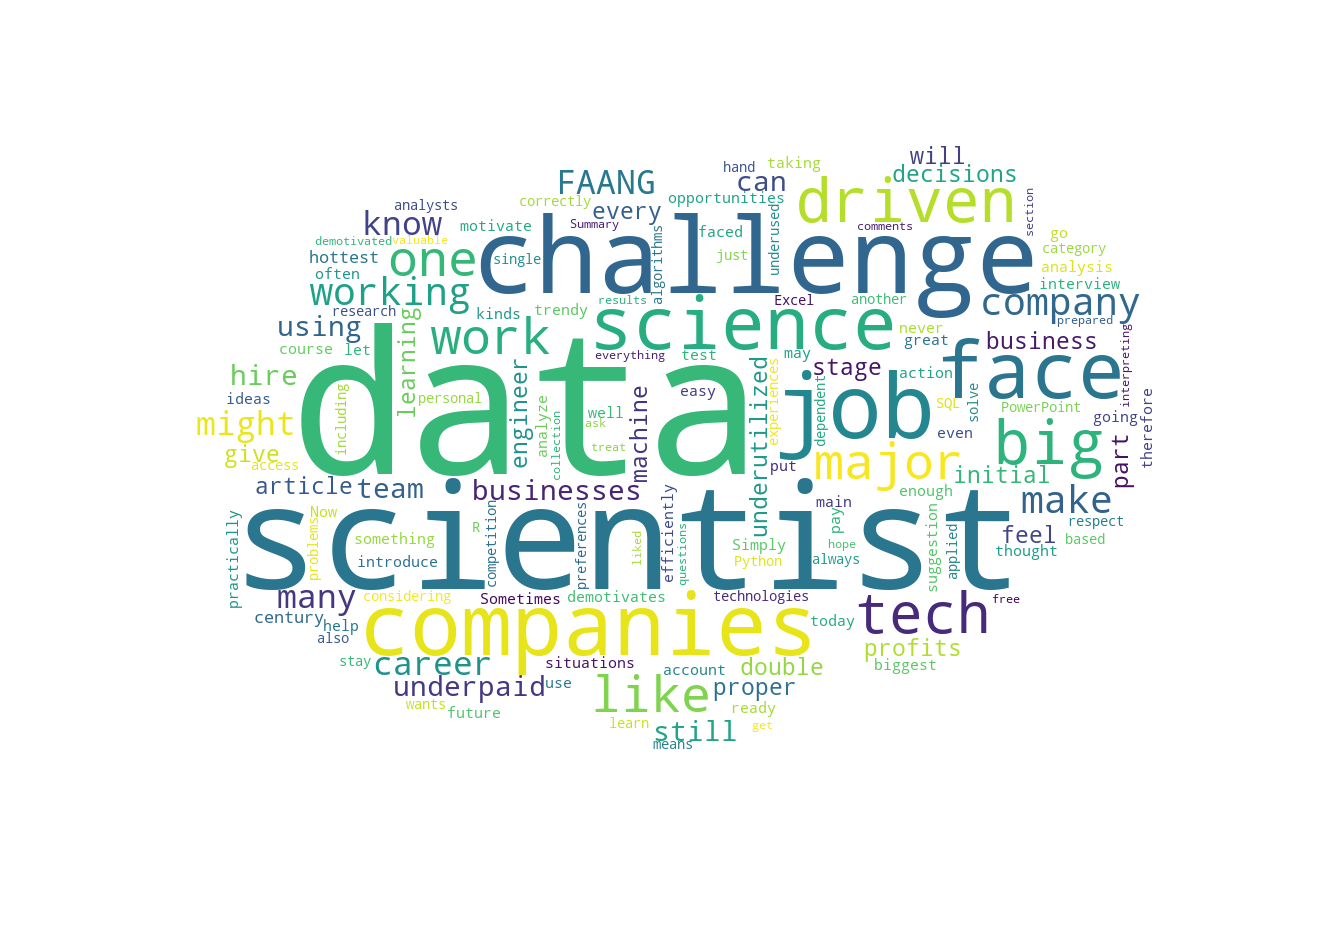 will
hand
taking
decisions
FAANG
can
opportunities
driven
section
analysts
correctly
every
know
motivate
Summary
challenge
faced
underused
comments
go
demotivated
valuable
one
single
algorithms
just
category
hottest
analysis
often
working
results
Excel
another
interview
company
research
kinds
trendy
science
never
prepared
using
learning
work
great
business
interpreting
course
let
everything
test
may
face
hire
data
stage
action
ideas
personal
easy
job
SQL
PowerPoint
including
engineer
analyze
well
machine
underutilized
experiences
dependent
solve
going
therefore
might
ask
even
big
give
access
collection
treat
put
major
part
article
team
businesses
initial
main
enough
make
practically
Now
scientist
R
competition
preferences
efficiently
questions
pay
suggestion
applied
feel
respect
problems
something
liked
Simply
hope
thought
based
introduce
Python
always
many
considering
Sometimes
demotivates
technologies
tech
free
century
help
companies
today
also
profits
stay
career
situations
account
double
biggest
underpaid
use
like
proper
wants
future
ready
learn
still
get
means